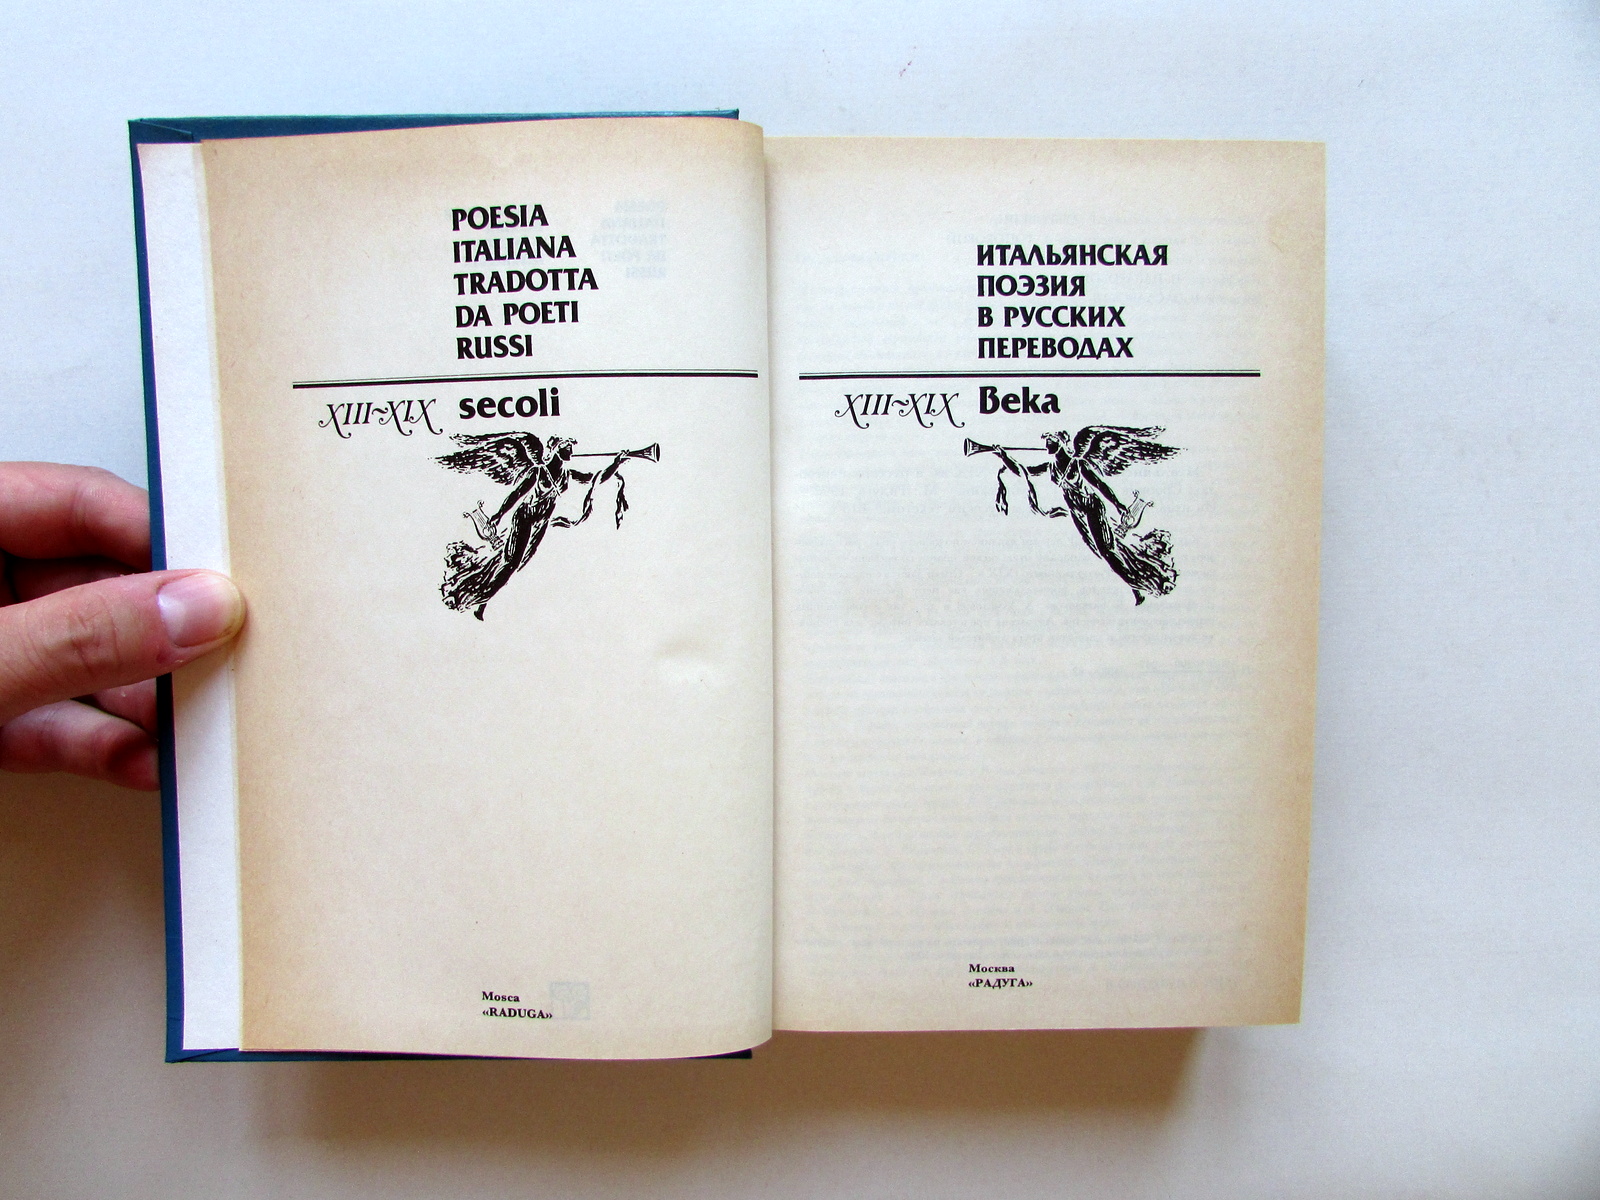 POESIA
ITALIANA
TRADOTTA
DA POETI
RUSSI
XIII~XIX secoli
Mosca
«RADUGA»
ИТАЛЬЯНСКАЯ
ПОЭЗИЯ
В РУССКИХ
ПЕРЕВОДАХ
XIII~XIX века
Москва
«РАДУГА»